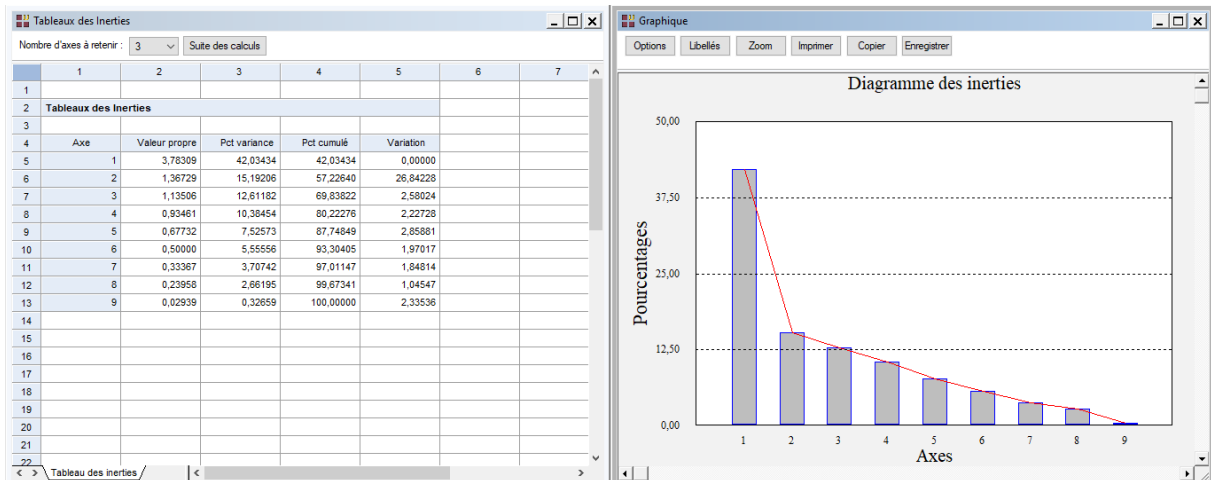 Tableaux des Inerties
Nombre d'axes à retenir : 3 Suite des calculs
1 2 3 4 5 6 7
1
2 Tableaux des Inerties
3
4 Axe Valeur propre Pct variance Pct cumulé Variation
5 1 3,78309 42,03434 42,03434 0,00000
6 2 1,36729 15,19206 57,22640 26,84228
7 3 1,13506 12,61182 69,83822 2,58024
8 4 0,93461 10,38454 80,22276 2,22728
9 5 0,67732 7,52573 87,74849 2,85881
10 6 0,50000 5,55556 93,30405 1,97017
11 7 0,33367 3,70742 97,01147 1,84814
12 8 0,23958 2,66195 99,67341 1,04547
13 9 0,02939 0,32659 100,00000 2,33536
14
15
16
17
18
19
20
21
22
Tableau des inerties
Graphique
Options Libellés Zoom Imprimer Copier Enregistrer
Diagramme des inerties
50,00
37,50
25,00
12,50
0,00
Pourcentages
1 2 3 4 5 6 7 8 9
Axes